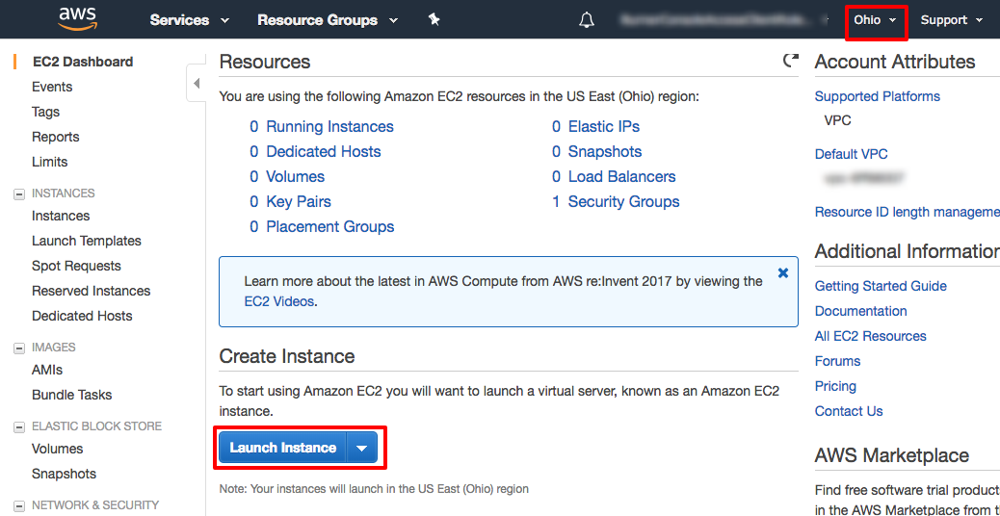 aws
Services
Resource Groups
Ohio
Support
EC2 Dashboard
Events
Tags
Reports
Limits
INSTANCES
Instances
Launch Templates
Spot Requests
Reserved Instances
Dedicated Hosts
IMAGES
AMIs
Bundle Tasks
ELASTIC BLOCK STORE
Volumes
Snapshots
NETWORK & SECURITY
Resources
You are using the following Amazon EC2 resources in the US East (Ohio) region:
0 Running Instances
0 Elastic IPs
0 Dedicated Hosts
0 Snapshots
0 Volumes
0 Load Balancers
0 Key Pairs
1 Security Groups
0 Placement Groups
Learn more about the latest in AWS Compute from AWS re:Invent 2017 by viewing the
EC2 Videos.
Create Instance
To start using Amazon EC2 you will want to launch a virtual server, known as an Amazon EC2
instance.
Launch Instance
Note: Your instances will launch in the US East (Ohio) region
Account Attributes
Supported Platforms
VPC
Default VPC
Resource ID length manageme
Additional Information
Getting Started Guide
Documentation
All EC2 Resources
Forums
Pricing
Contact Us
AWS Marketplace
Find free software trial product
in the AWS Marketplace from